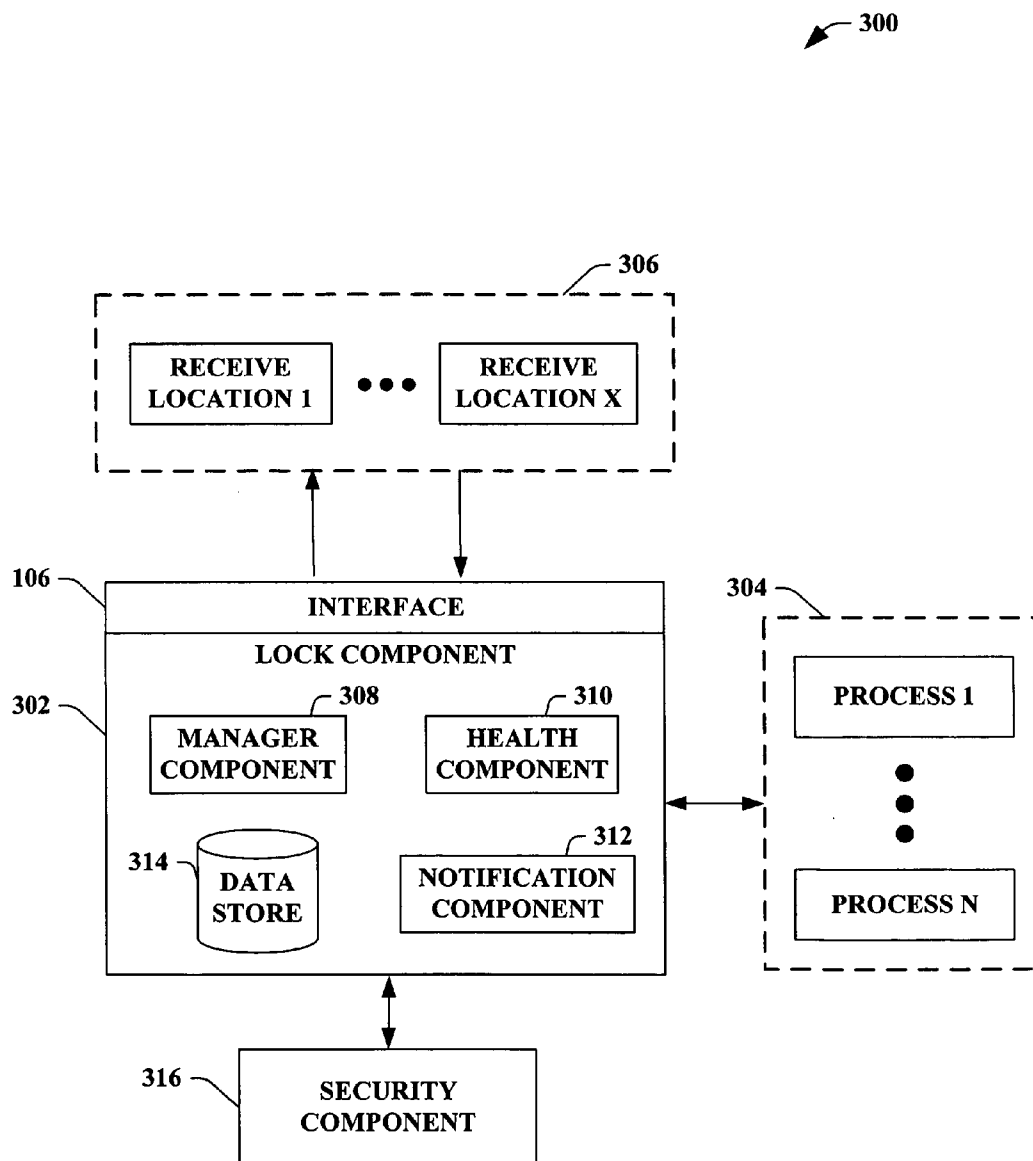 300
306
RECEIVE
LOCATION 1
RECEIVE
LOCATION X
106
INTERFACE
304
LOCK COMPONENT
302
308
MANAGER
COMPONENT
310
HEALTH
COMPONENT
PROCESS 1
314
DATA
STORE
312
NOTIFICATION
COMPONENT
PROCESS N
316
SECURITY
COMPONENT